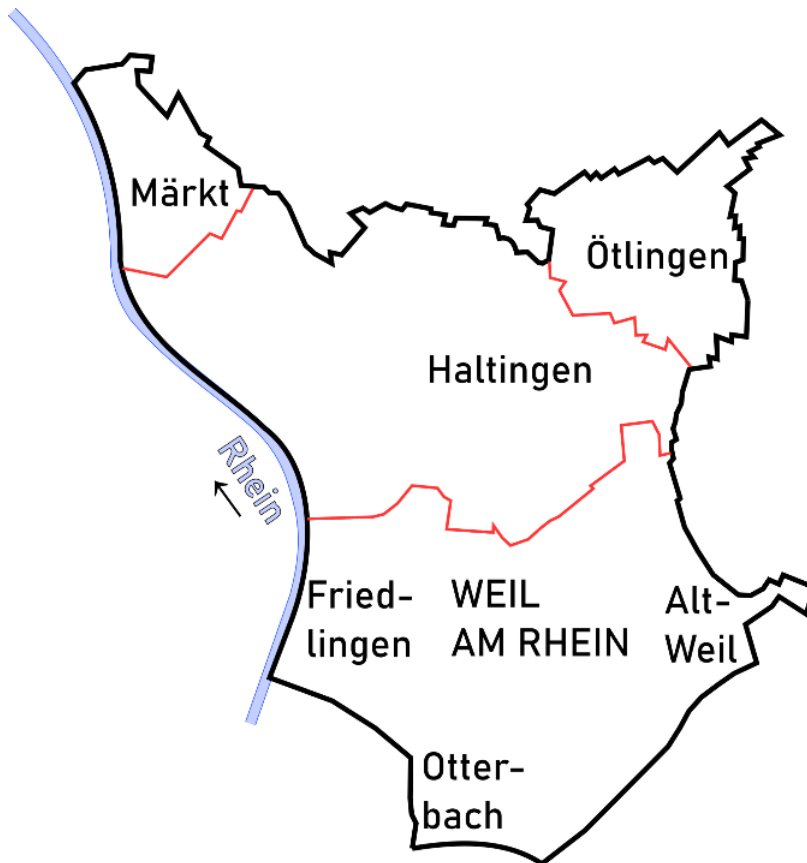 Märkt
Ötlingen
Haltingen
Rhein
Fried-
lingen
WEIL
AM RHEIN
Alt-
Weil
Otter-
bach